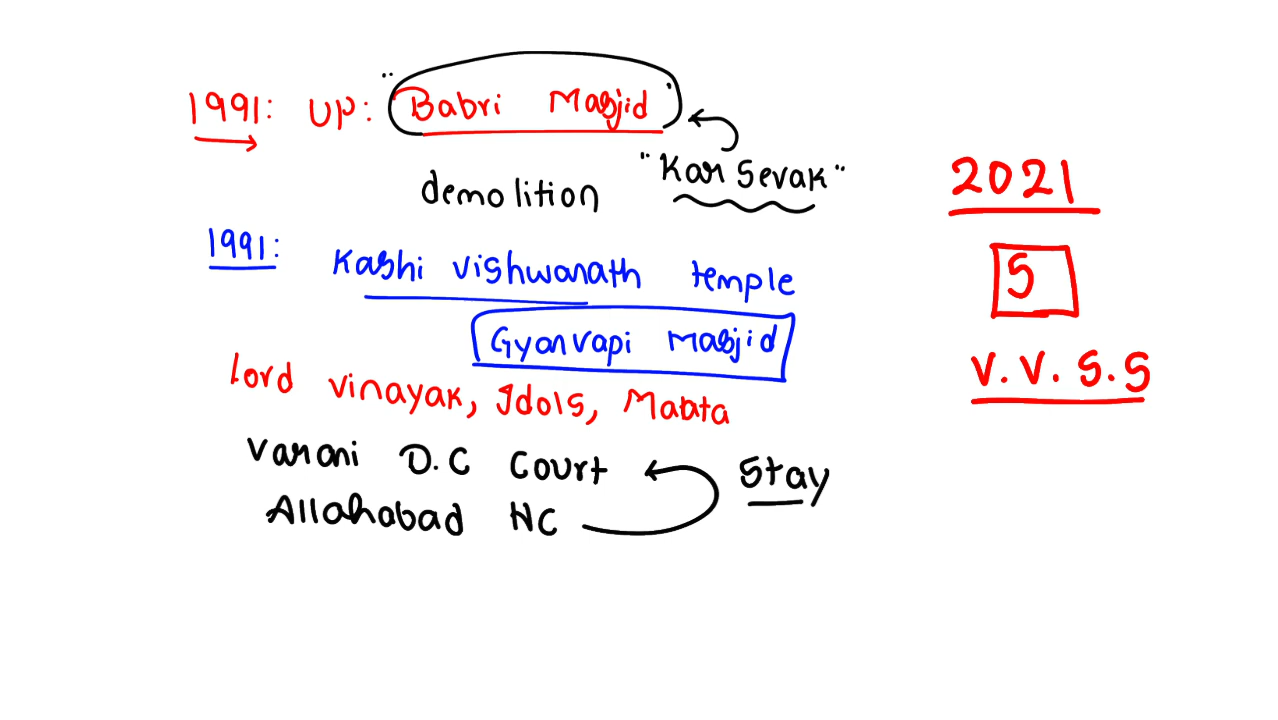 1991: UP: "Babri Masjid"
"Kar Sevak"
demolition
1991: Kashi Vishwanath temple
Gyanvapi Masjid
Lord Vinayak, Idols, Maata
Varani D.C Court
Stay
Allahabad HC
2021
5
V.V.S.S